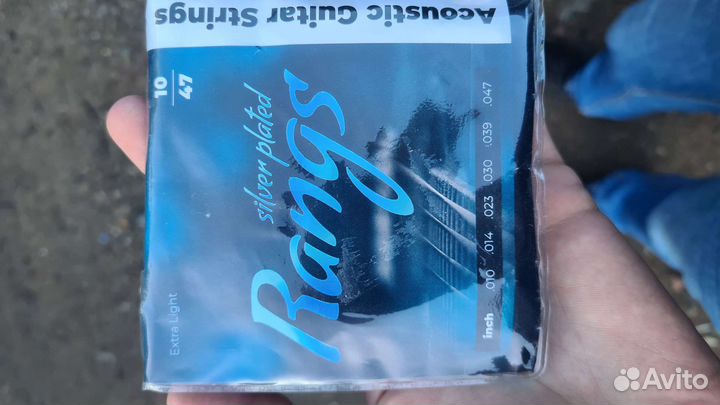 Acoustic Guitar Strings
10
47
silver plated
Rangs
Extra Light
inch .010 .014 .023 .030 .039 .047
Avito